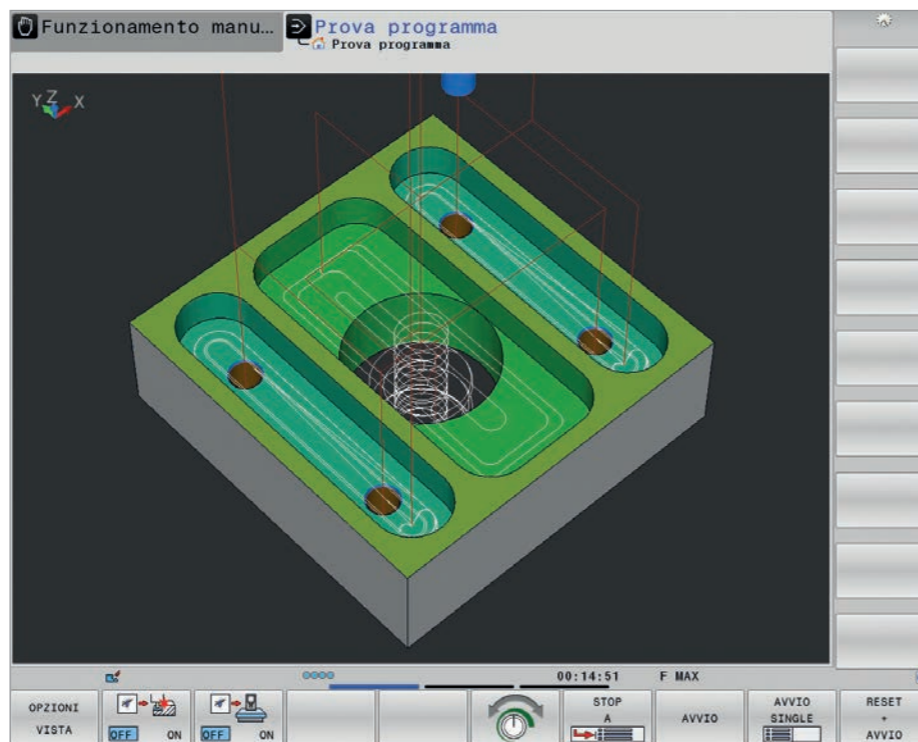 Funzionamento manu...
Prova programma
Prova programma
Y Z X
00:14:51 F MAX
OPZIONI
VISTA
OFF ON
OFF ON
STOP
A
AVVIO
AVVIO
SINGLE
RESET
+
AVVIO